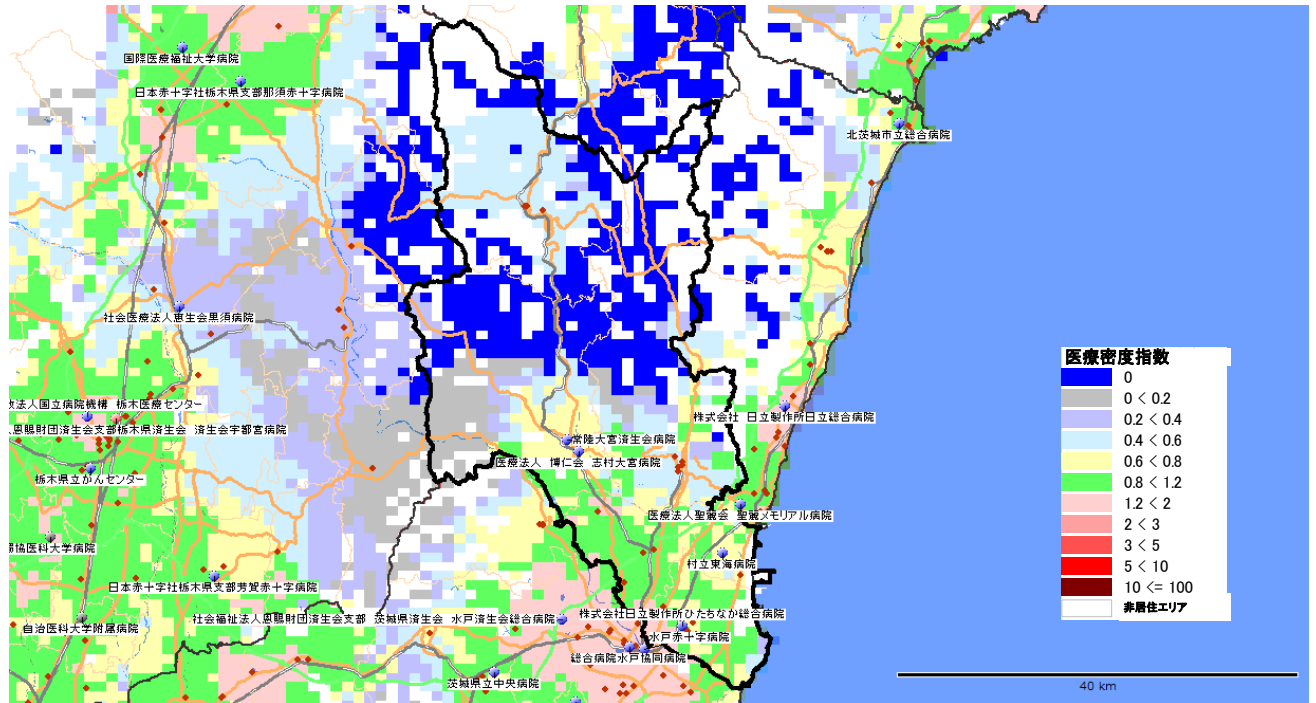 国際医療福祉大学病院
日本赤十字社栃木県支部那須赤十字病院
北茨城市立総合病院
社会医療法人恵生会黒須病院
医療密度指数
0
0 < 0.2
0.2 < 0.4
0.4 < 0.6
0.6 < 0.8
0.8 < 1.2
1.2 < 2
2 < 3
3 < 5
5 < 10
10 <= 100
非居住エリア
法人国立病院機構 栃木医療センター
株式会社 日立製作所日立総合病院
人恩賜財団済生会支部栃木県済生会 済生会宇都宮病院
常陸大宮済生会病院
医療法人 博仁会 志村大宮病院
栃木県立がんセンター
医療法人聖麗会 聖麗メモリアル病院
協医科大学病院
村立東海病院
日本赤十字社栃木県支部芳賀赤十字病院
社会福祉法人恩賜財団済生会支部 茨城県済生会 水戸済生会総合病院
株式会社日立製作所ひたちなか総合病院
自治医科大学附属病院
水戸赤十字病院
総合病院水戸協同病院
茨城県立中央病院
40 km